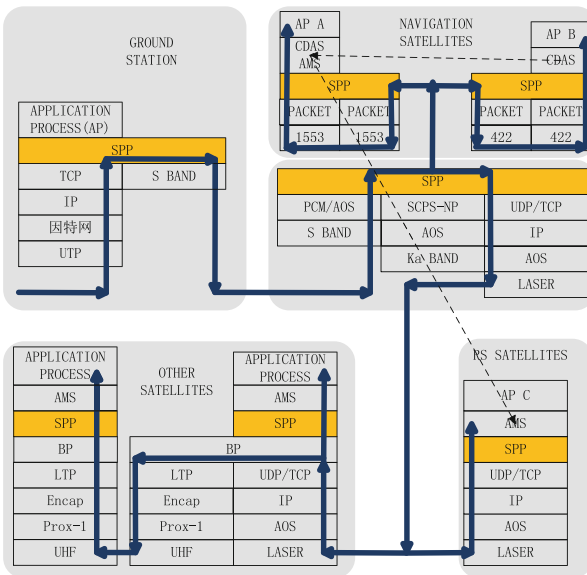 GROUND
STATION
APPLICATION
PROCESS(AP)
SPP
TCP
S BAND
IP
因特网
UTP
NAVIGATION
SATELLITES
AP A
CDAS
AMS
SPP
PACKET PACKET
1553 1553
AP B
CDAS
SPP
PACKET PACKET
422 422
SPP
PCM/AOS SCPS-NP UDP/TCP
S BAND AOS IP
Ka BAND AOS
LASER
OTHER
SATELLITES
APPLICATION
PROCESS
AMS
SPP
BP
LTP
Encap
Prox-1
UHF
APPLICATION
PROCESS
AMS
SPP
BP
LTP UDP/TCP
Encap IP
Prox-1 AOS
UHF LASER
PS SATELLITES
AP C
AMS
SPP
UDP/TCP
IP
AOS
LASER